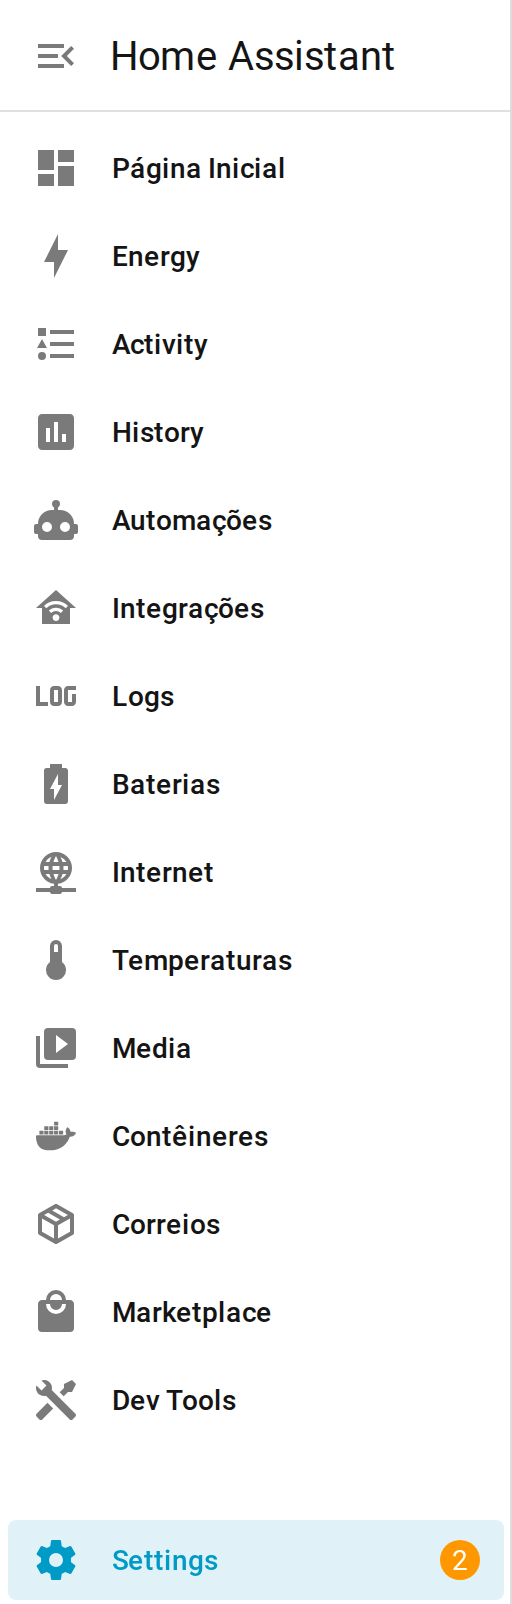 Home Assistant
Página Inicial
Energy
Activity
History
Automações
Integrações
LOG Logs
Baterias
Internet
Temperaturas
Media
Contêineres
Correios
Marketplace
Dev Tools
Settings 2